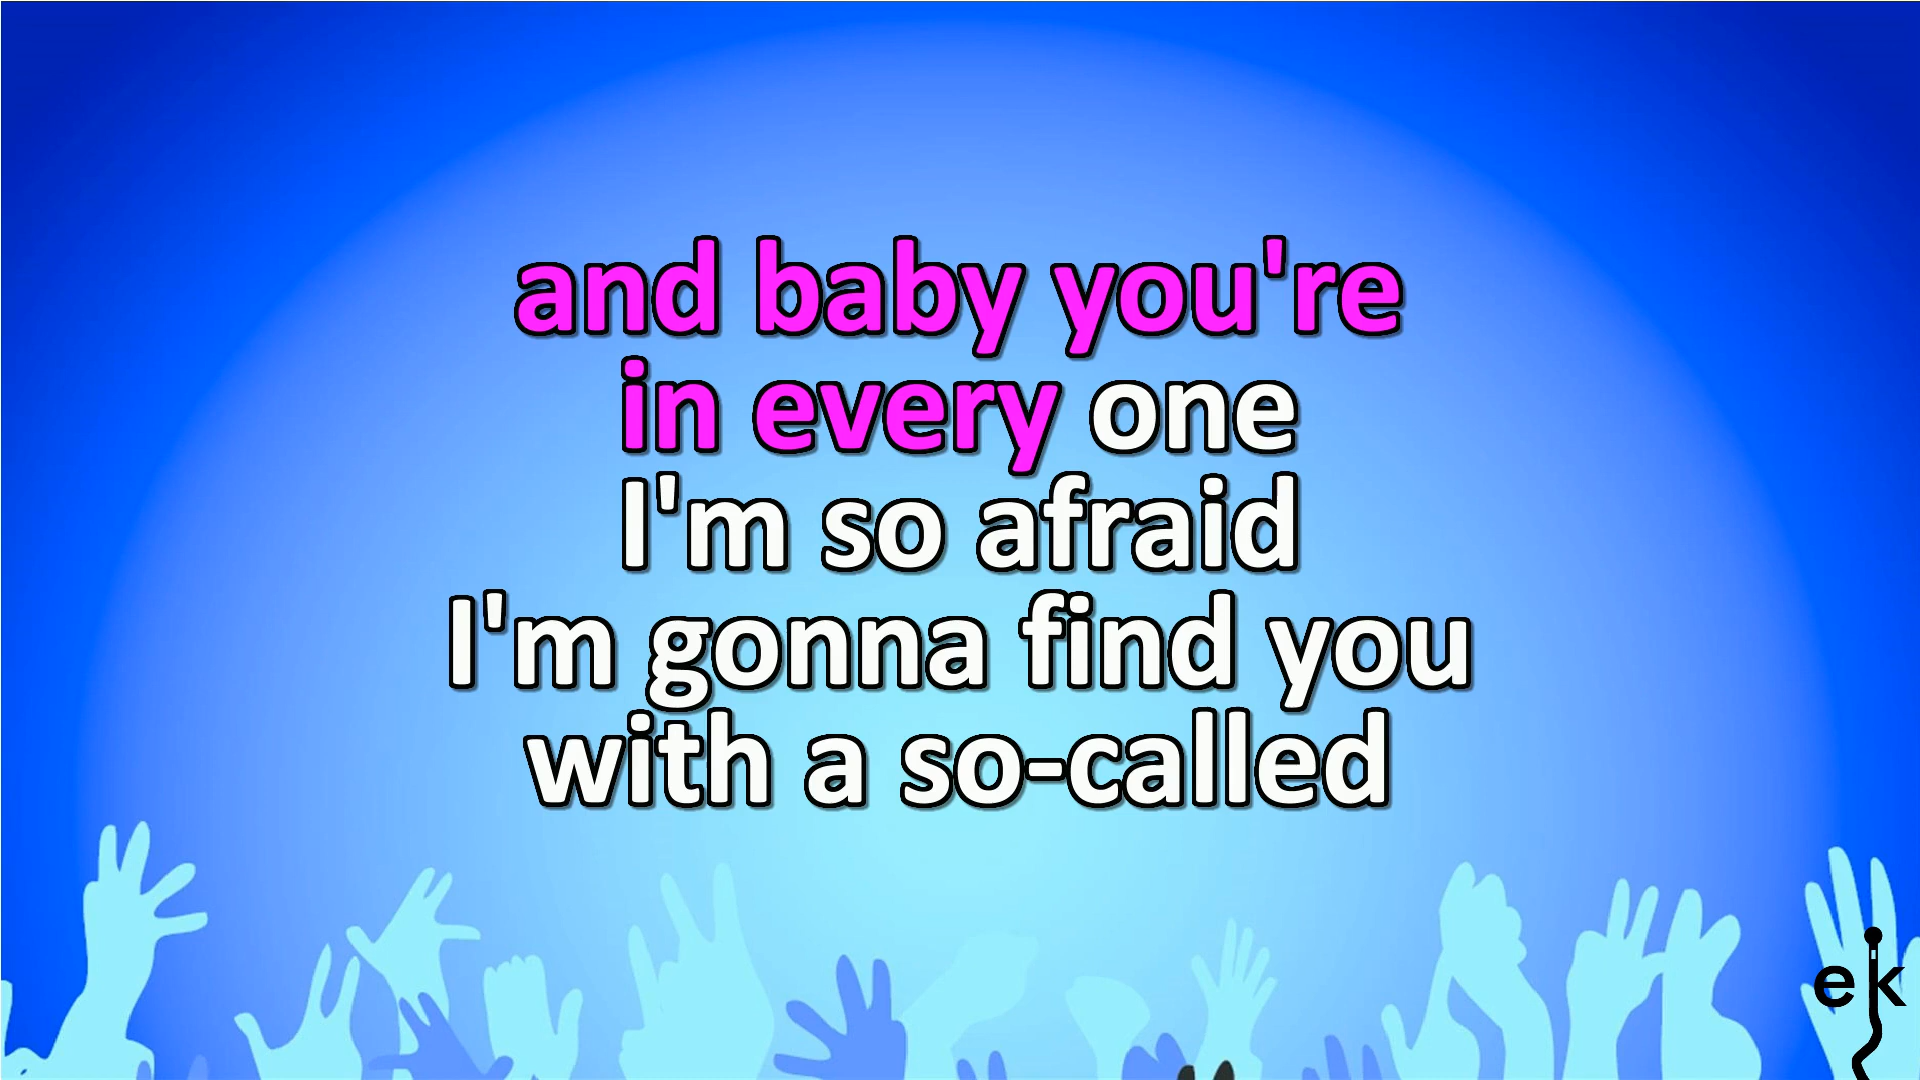 and baby you're
in every one
I'm so afraid
I'm gonna find you
with a so-called
ek